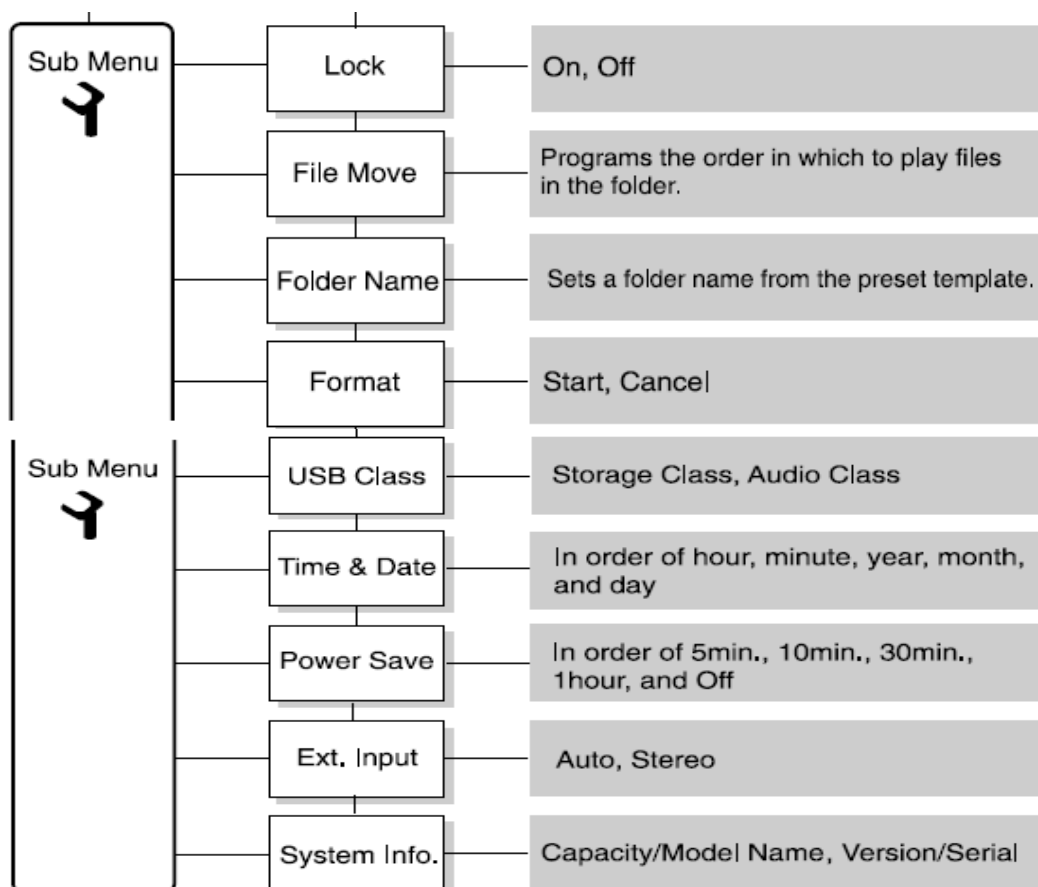 Sub Menu
Lock
On, Off
File Move
Programs the order in which to play files
in the folder.
Folder Name
Sets a folder name from the preset template.
Format
Start, Cancel
Sub Menu
USB Class
Storage Class, Audio Class
Time & Date
In order of hour, minute, year, month,
and day
Power Save
In order of 5min., 10min., 30min.,
1hour, and Off
Ext. Input
Auto, Stereo
System Info.
Capacity/Model Name, Version/Serial